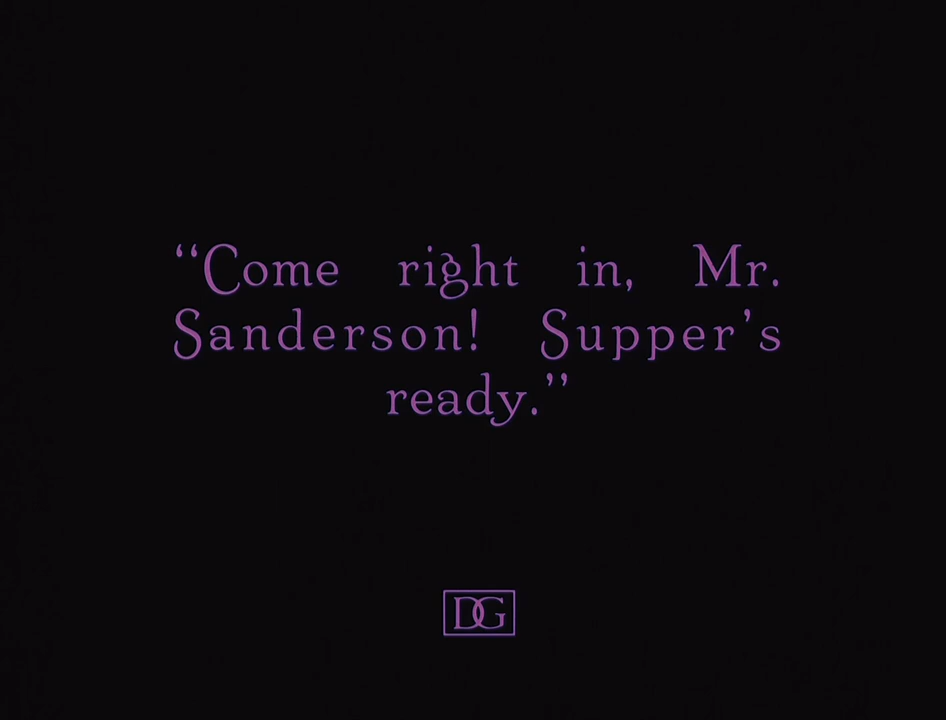 “Come right in, Mr.
Sanderson! Supper’s
ready.”
DG